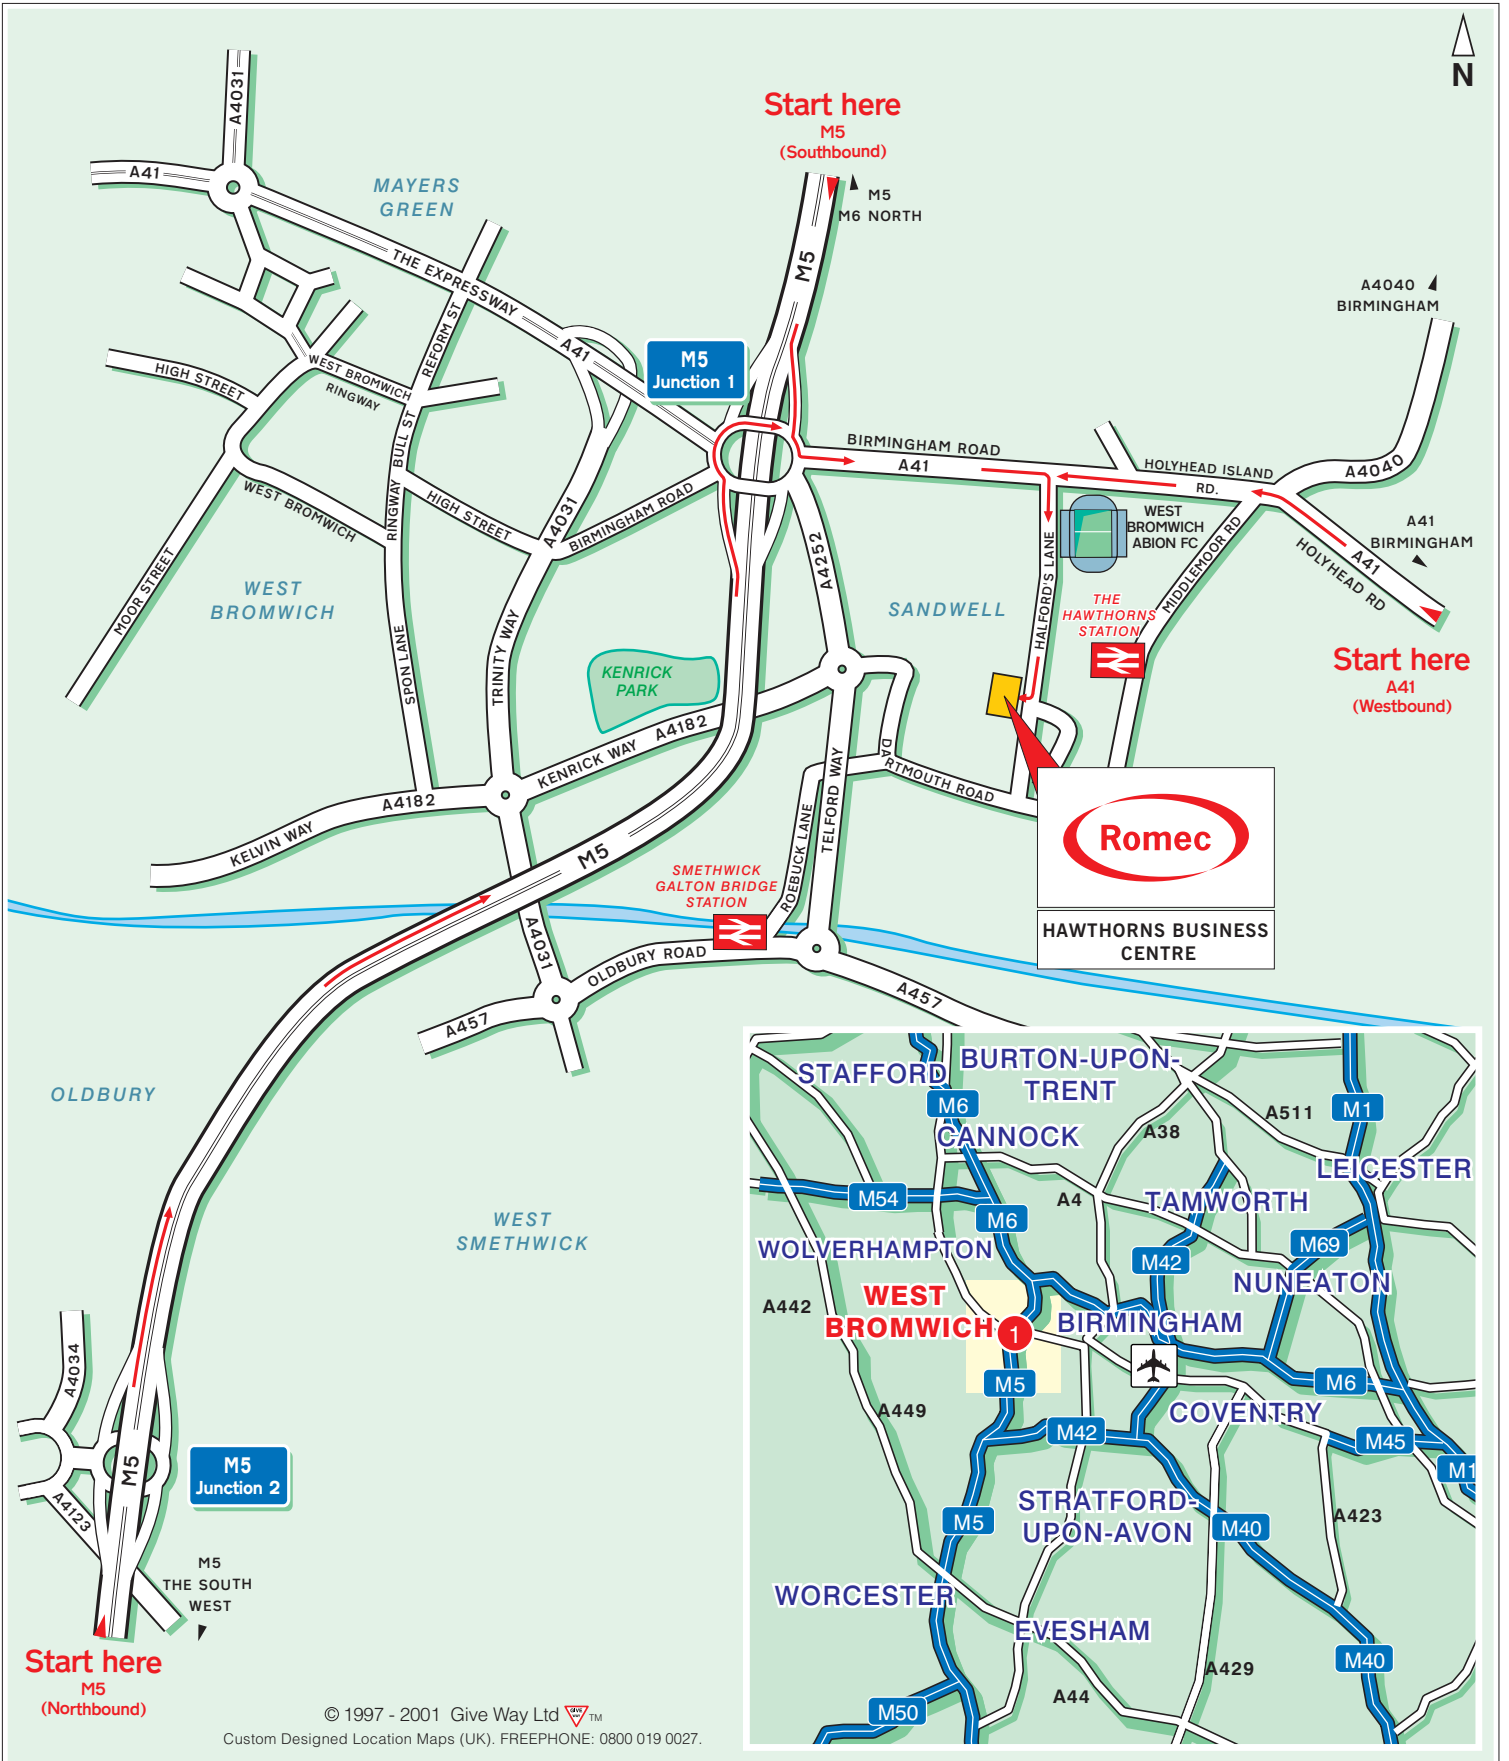 N
Start here
M5
(Southbound)
M5
M6 NORTH
A4031
A41
MAYERS
GREEN
THE EXPRESSWAY
A41
M5
M5
Junction 1
A4040
BIRMINGHAM
REFORM ST
HIGH STREET
WEST BROMWICH
RINGWAY
BULL ST
RINGWAY
WEST BROMWICH
HIGH STREET
A4031
BIRMINGHAM ROAD
BIRMINGHAM ROAD
A41
HOLYHEAD ISLAND
RD.
A4040
A41
BIRMINGHAM
A41
HOLYHEAD RD
WEST
BROMWICH
ABION FC
MIDDLEMOOR RD
A4252
HALFORD'S LANE
MOOR STREET
WEST
BROMWICH
SANDWELL
THE
HAWTHORNS
STATION
Start here
A41
(Westbound)
SPON LANE
TRINITY WAY
KENRICK
PARK
KENRICK WAY
A4182
A4182
KELVIN WAY
DARTMOUTH ROAD
TELFORD WAY
ROEBUCK LANE
M5
Romec
HAWTHORNS BUSINESS
CENTRE
SMETHWICK
GALTON BRIDGE
STATION
A4031
OLDBURY ROAD
A457
A457
OLDBURY
WEST
SMETHWICK
A4034
M5
M5
Junction 2
A4123
M5
THE SOUTH
WEST
Start here
M5
(Northbound)
© 1997 - 2001 Give Way Ltd GIVE WAY TM
Custom Designed Location Maps (UK). FREEPHONE: 0800 019 0027.
STAFFORD
BURTON-UPON-
TRENT
M6
CANNOCK
A38
A511
M1
LEICESTER
M54
M6
A4
TAMWORTH
WOLVERHAMPTON
M42
M69
NUNEATON
A442
WEST
BROMWICH
1
BIRMINGHAM
M5
M6
A449
M42
COVENTRY
M45
M1
STRATFORD-
UPON-AVON
M5
M40
A423
WORCESTER
EVESHAM
M40
A429
A44
M50